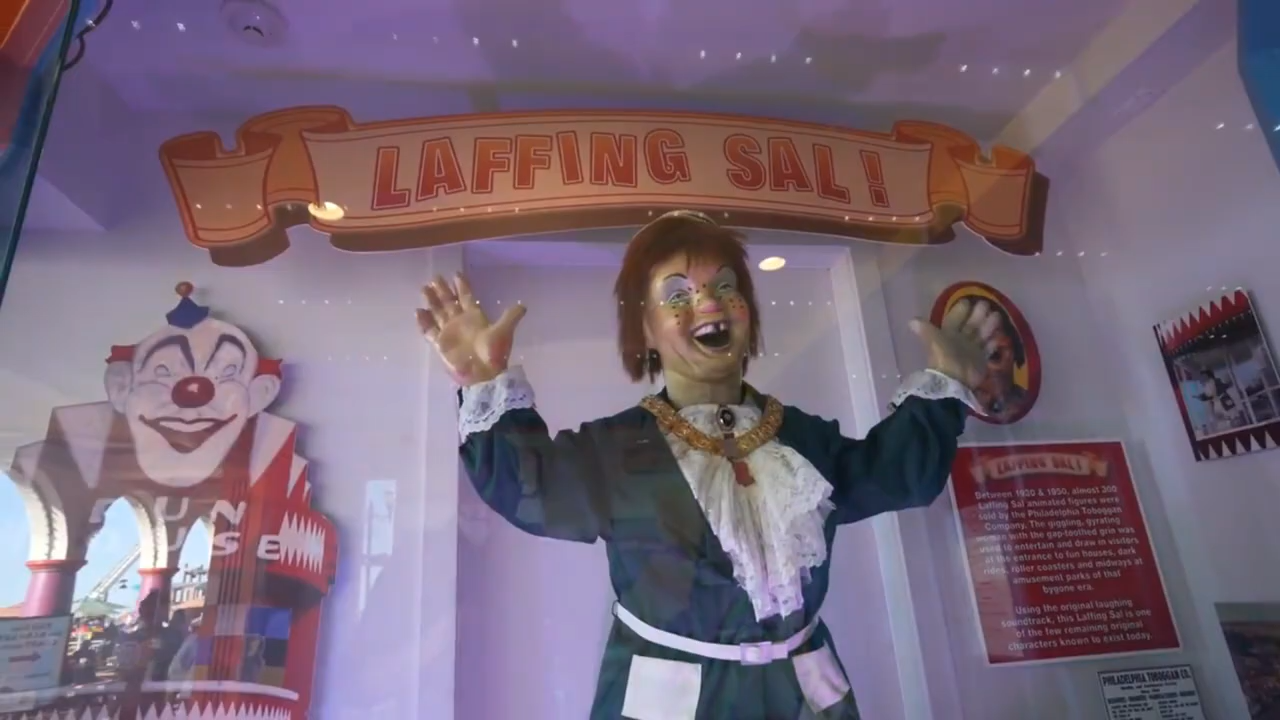 LAFFING SAL!
FUN
USE
LAFFING SAL!
Between 1920 & 1950, almost 300
Laffing Sal animated figures were
sold by the Philadelphia Toboggan
Company. The giggling, gyrating
woman with the gap-toothed grin was
used to entertain and draw in visitors
at the entrance to fun houses, dark
rides, roller coasters and midways at
amusement parks of that
bygone era.
Using the original laughing
soundtrack, this Laffing Sal is one
of the few remaining original
characters known to exist today.
PHILADELPHIA TOBOGGAN CO.